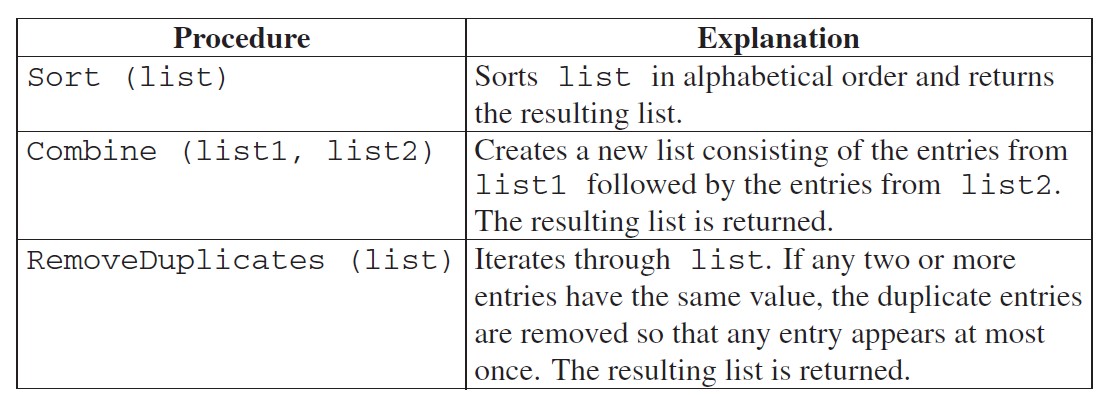 Procedure Explanation
Sort (list) Sorts list in alphabetical order and returns
the resulting list.
Combine (list1, list2) Creates a new list consisting of the entries from
list1 followed by the entries from list2.
The resulting list is returned.
RemoveDuplicates (list) Iterates through list. If any two or more
entries have the same value, the duplicate entries
are removed so that any entry appears at most
once. The resulting list is returned.